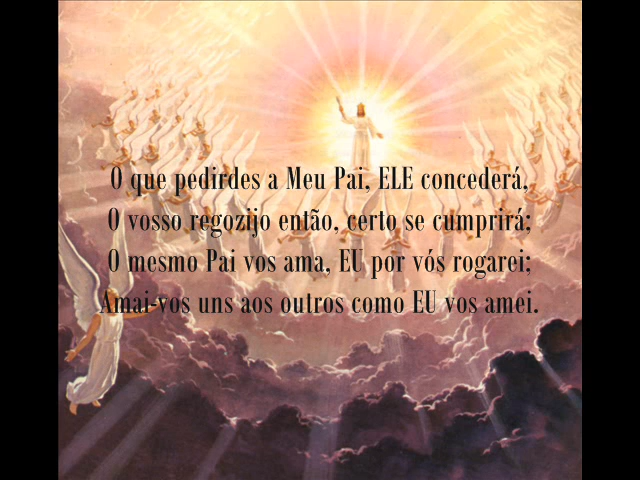 O que pedirdes a Meu Pai, ELE concederá,
O vosso regozijo então, certo se cumprirá;
O mesmo Pai vos ama, EU por vós rogarei;
Amai-vos uns aos outros como EU vos amei.